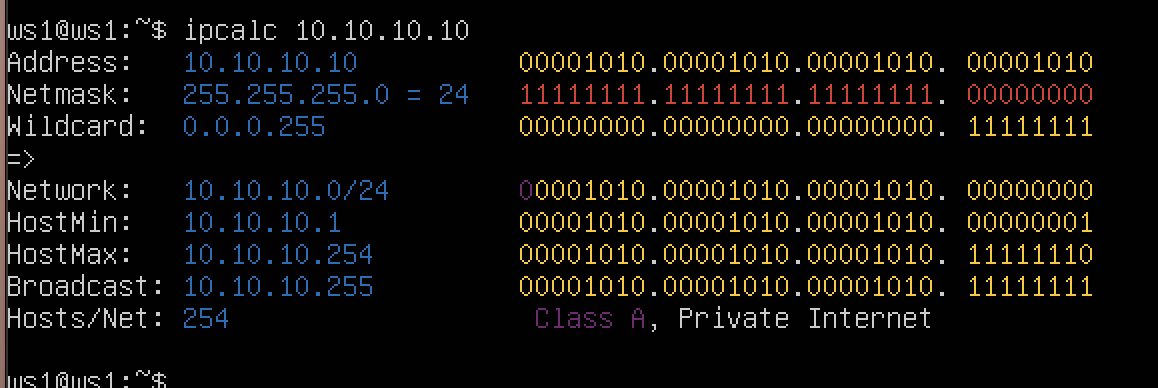 ws1@ws1:~$ ipcalc 10.10.10.10
Address:   10.10.10.10          00001010.00001010.00001010. 00001010
Netmask:   255.255.255.0 = 24   11111111.11111111.11111111. 00000000
Wildcard:  0.0.0.255            00000000.00000000.00000000. 11111111
=>
Network:   10.10.10.0/24        00001010.00001010.00001010. 00000000
HostMin:   10.10.10.1           00001010.00001010.00001010. 00000001
HostMax:   10.10.10.254         00001010.00001010.00001010. 11111110
Broadcast: 10.10.10.255         00001010.00001010.00001010. 11111111
Hosts/Net: 254                   Class A, Private Internet
ws1@ws1:~$